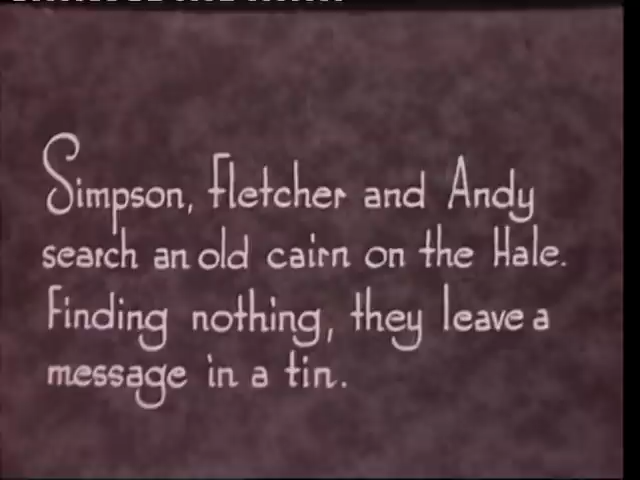 Simpson, Fletcher and Andy
search an old cairn on the Hale.
Finding nothing, they leave a
message in a tin.